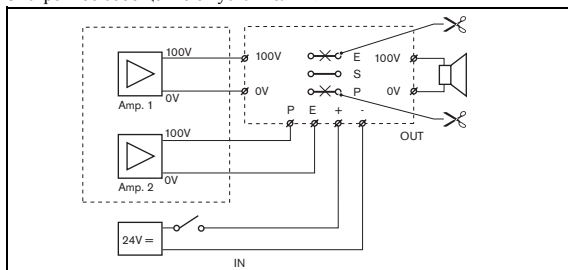 100V
Amp. 1
0V
100V
0V
E
S
P
100V
0V
P E + -
OUT
100V
Amp. 2
0V
24V =
IN